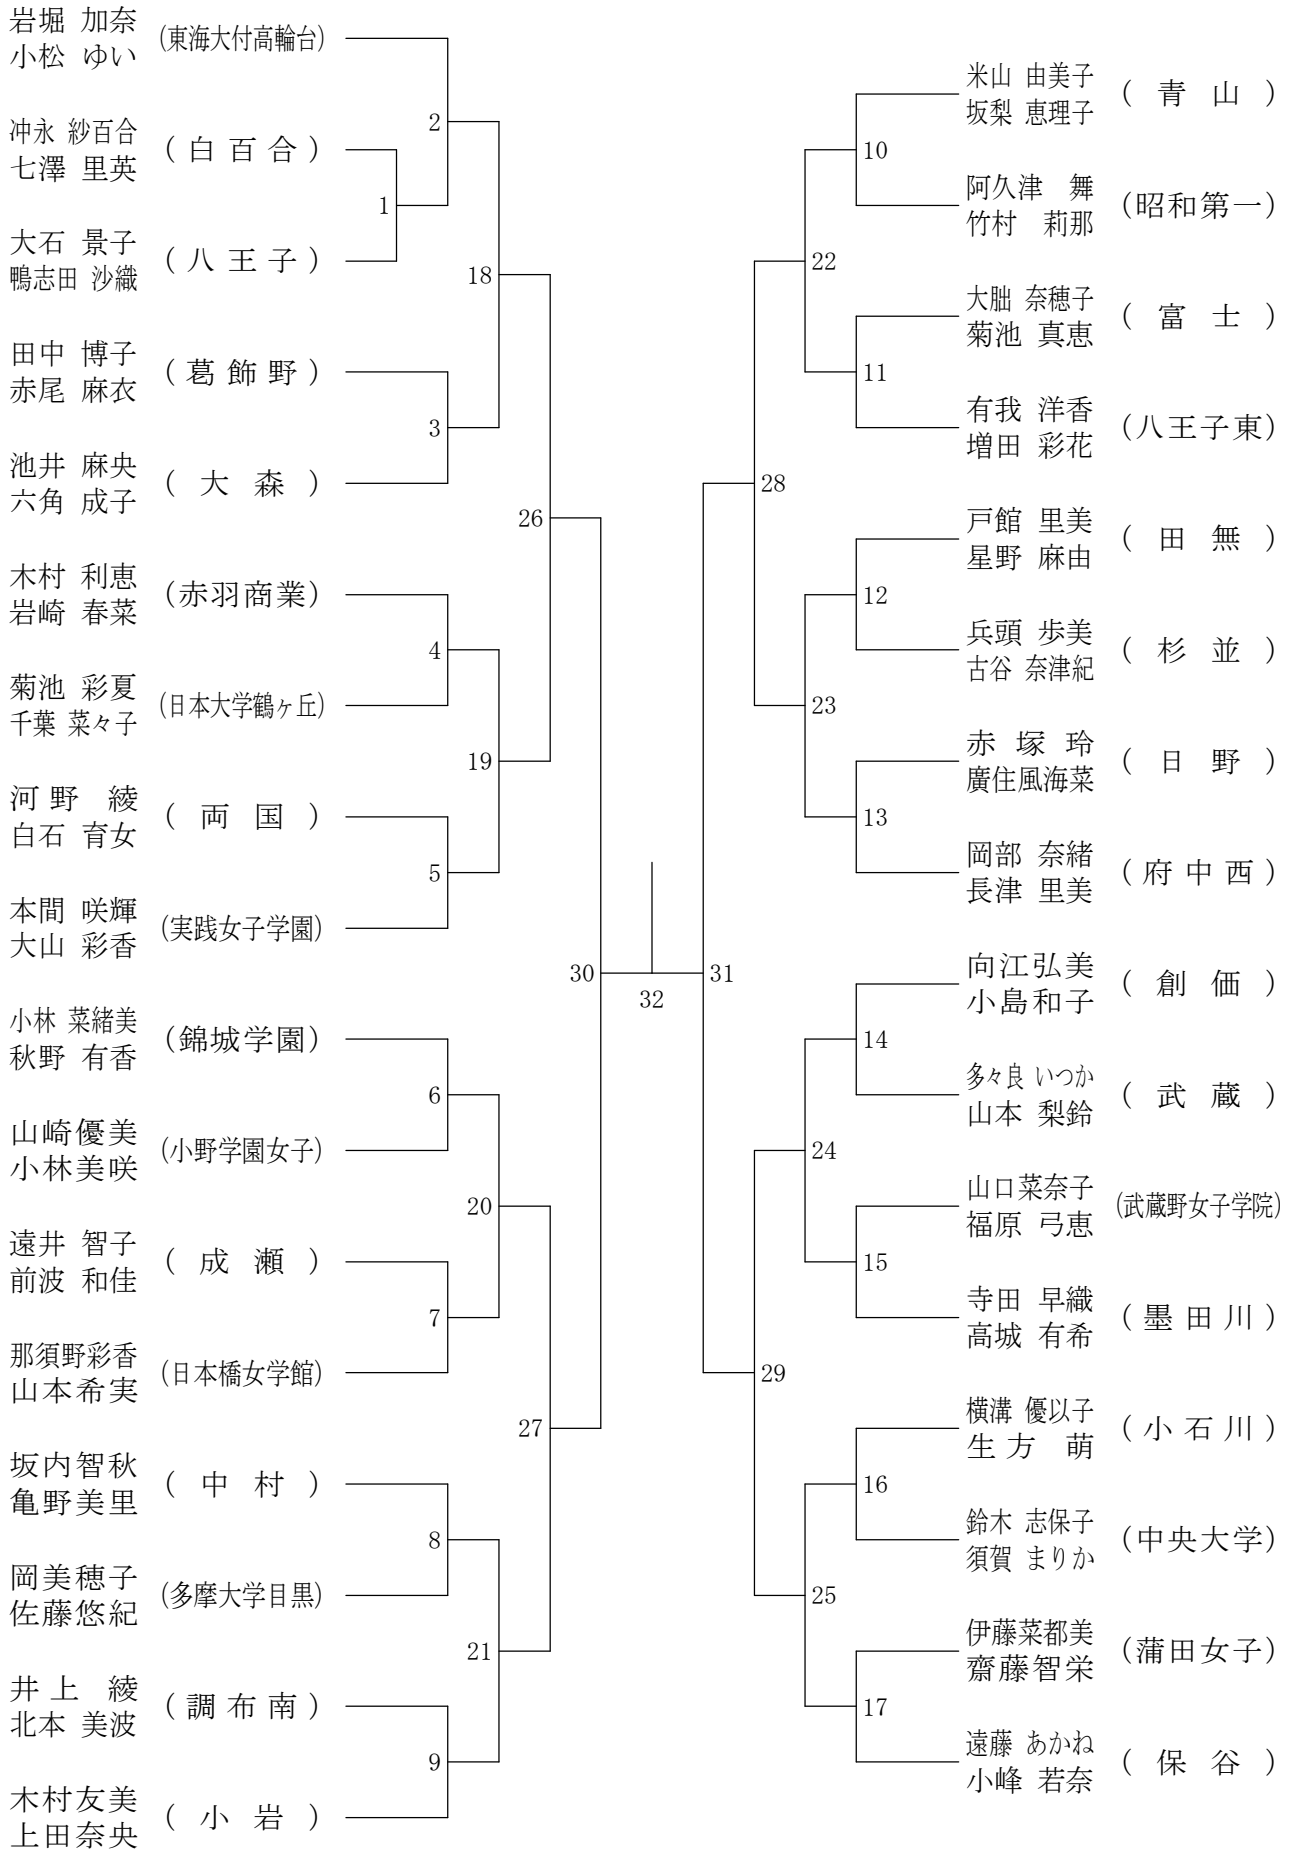 岩堀 加奈
小松 ゆい
(東海大付高輪台)
冲永 紗百合
七澤 里英
(白百合)
大石 景子
鴨志田 沙織
(八王子)
田中 博子
赤尾 麻衣
(葛飾野)
池井 麻央
六角 成子
(大森)
木村 利恵
岩崎 春菜
(赤羽商業)
菊池 彩夏
千葉 菜々子
(日本大学鶴ヶ丘)
河野 綾
白石 育女
(両国)
本間 咲輝
大山 彩香
(実践女子学園)
小林 菜緒美
秋野 有香
(錦城学園)
山崎優美
小林美咲
(小野学園女子)
遠井 智子
前波 和佳
(成瀬)
那須野彩香
山本希実
(日本橋女学館)
坂内智秋
亀野美里
(中村)
岡美穂子
佐藤悠紀
(多摩大学目黒)
井上 綾
北本 美波
(調布南)
木村友美
上田奈央
(小岩)
1
2
3
4
5
6
7
8
9
18
19
20
21
26
27
30
32
31
28
29
22
23
24
25
10
11
12
13
14
15
16
17
米山 由美子
坂梨 恵理子
(青山)
阿久津 舞
竹村 莉那
(昭和第一)
大朏 奈穂子
菊池 真恵
(富士)
有我 洋香
増田 彩花
(八王子東)
戸館 里美
星野 麻由
(田無)
兵頭 歩美
古谷 奈津紀
(杉並)
赤塚 玲
廣住風海菜
(日野)
岡部 奈緒
長津 里美
(府中西)
向江弘美
小島和子
(創価)
多々良 いつか
山本 梨鈴
(武蔵)
山口菜奈子
福原 弓恵
(武蔵野女子学院)
寺田 早織
高城 有希
(墨田川)
横溝 優以子
生方 萌
(小石川)
鈴木 志保子
須賀 まりか
(中央大学)
伊藤菜都美
齋藤智栄
(蒲田女子)
遠藤 あかね
小峰 若奈
(保谷)